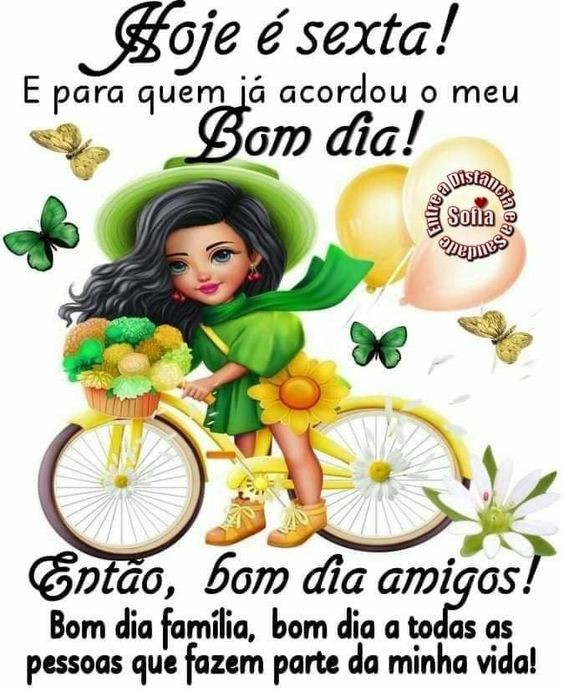 Hoje é sexta!
E para quem já acordou o meu
Bom dia!
Entre a Distância e a Saudade
Sofia
Então, bom dia amigos!
Bom dia família, bom dia a todas as
pessoas que fazem parte da minha vida!